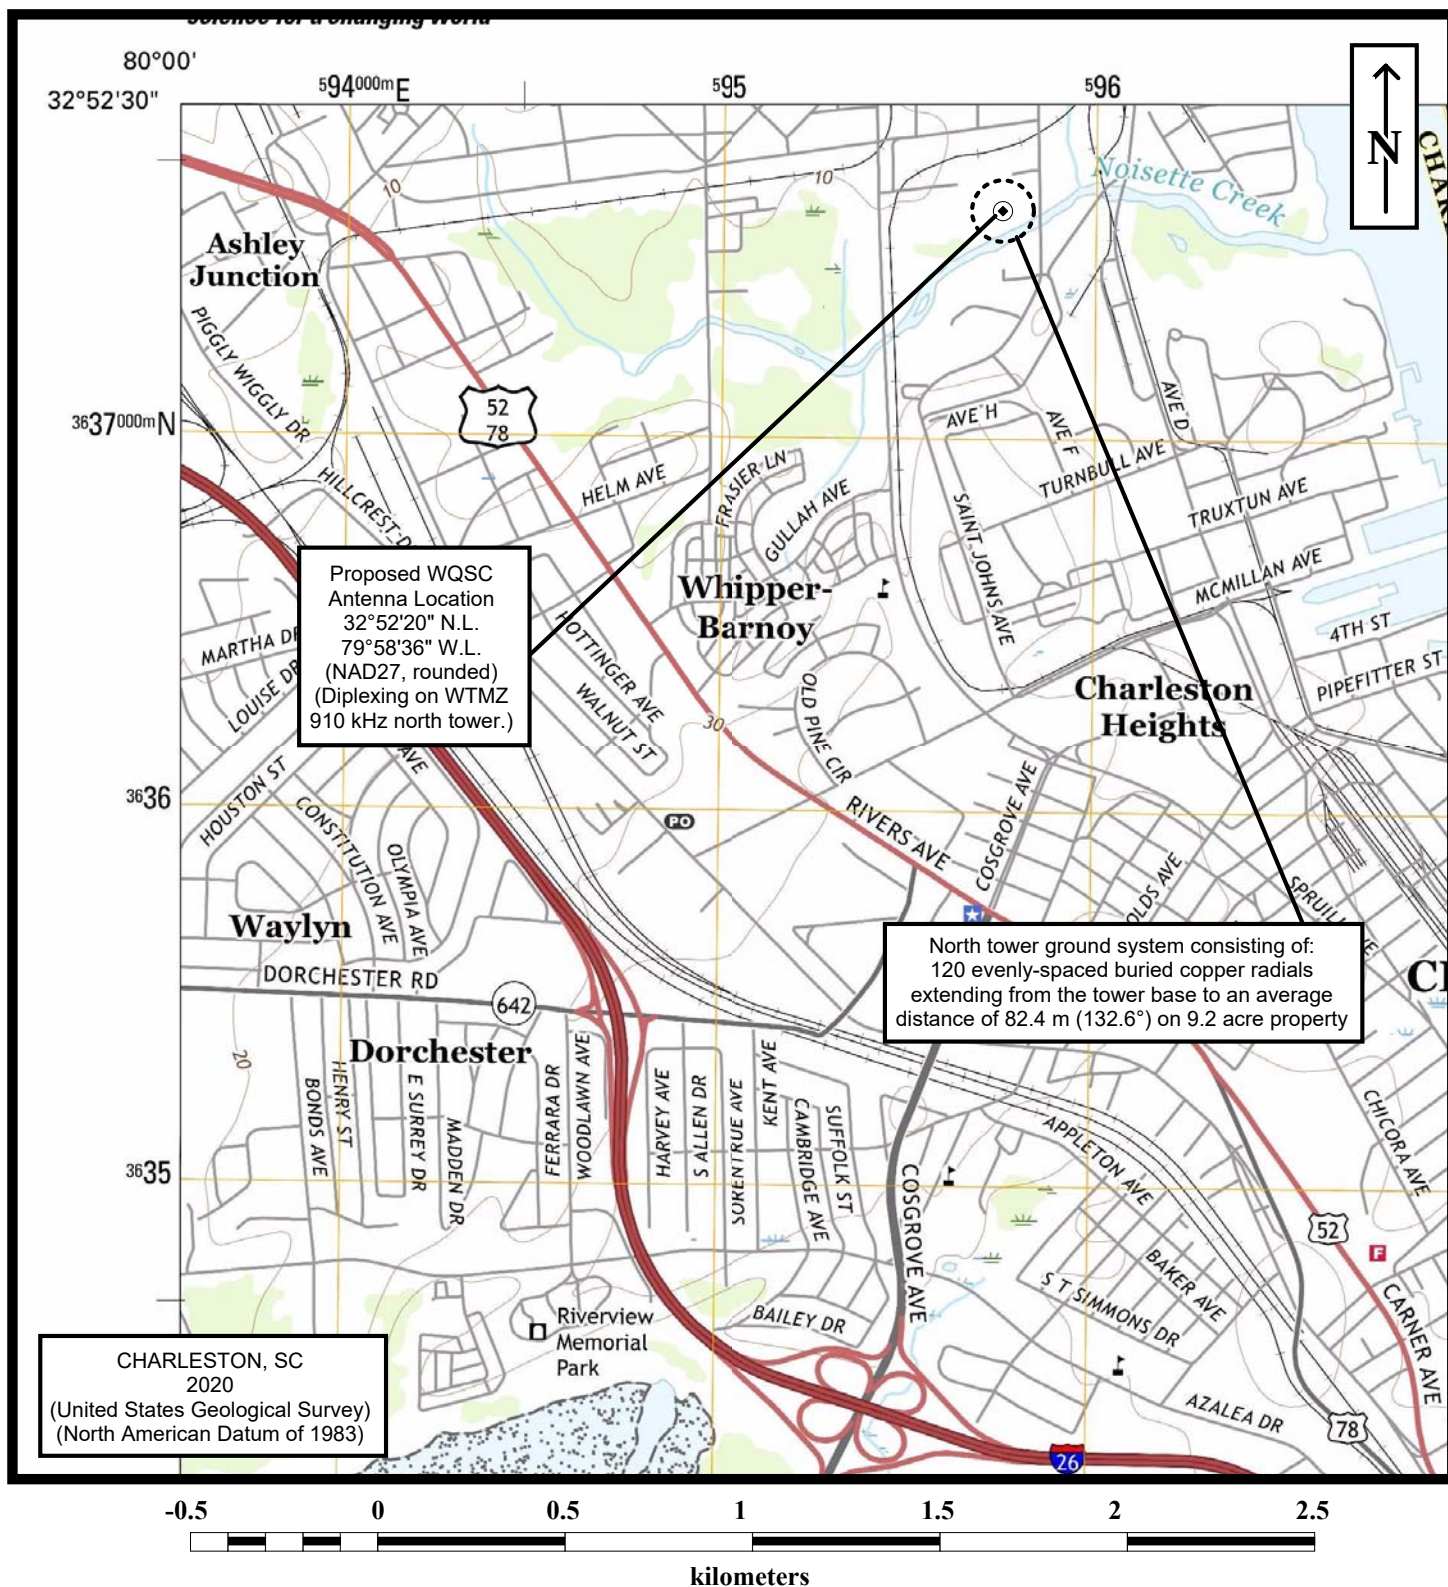 science for a changing world
80°00'
594000mE
595
596
32°52'30"
N
Noisette Creek
10
10
Ashley
Junction
PIGGLY WIGGLY DR
52
78
3637000mN
AVE H
AVE F
AVE D
TURNBULL AVE
TRUXTUN AVE
HELM AVE
FRASIER LN
GULLAH AVE
HILLCREST D
SAINT JOHNS AVE
MCMILLAN AVE
Whipper-
Barnoy
Proposed WQSC
Antenna Location
32°52'20" N.L.
79°58'36" W.L.
(NAD27, rounded)
(Diplexing on WTMZ
910 kHz north tower.)
MARTHA DR
LOUISE DR
HOTTINGER AVE
WALNUT ST
4TH ST
PIPEFITTER ST
Charleston
Heights
OLD PINE CIR
30
AVE
HOUSTON ST
3636
CONSTITUTION AVE
OLYMPIA AVE
PO
RIVERS AVE
COSGROVE AVE
OLDS AVE
SPRUILL AVE
Waylyn
DORCHESTER RD
642
North tower ground system consisting of:
120 evenly-spaced buried copper radials
extending from the tower base to an average
distance of 82.4 m (132.6°) on 9.2 acre property
20
Dorchester
BONDS AVE
HENRY ST
E SURREY DR
MADDEN DR
FERRARA DR
WOODLAWN AVE
HARVEY AVE
S ALLEN DR
SORENTRUE AVE
KENT AVE
CAMBRIDGE AVE
SUFFOLK ST
COSGROVE AVE
APPLETON AVE
CHICORA AVE
3635
52
F
BAKER AVE
S T SIMMONS DR
CARNER AVE
BAILEY DR
Riverview
Memorial
Park
AZALEA DR
78
26
CHARLESTON, SC
2020
(United States Geological Survey)
(North American Datum of 1983)
-0.5 0 0.5 1 1.5 2 2.5
kilometers